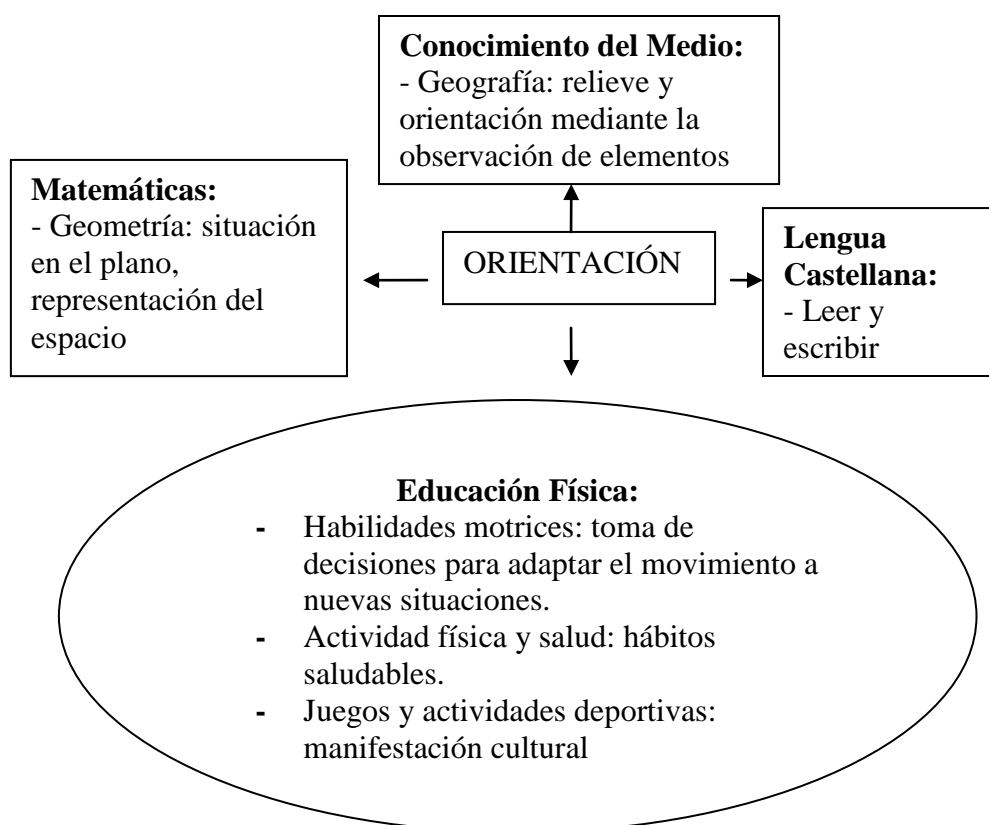 Conocimiento del Medio:
- Geografía: relieve y
orientación mediante la
observación de elementos
Matemáticas:
- Geometría: situación
en el plano,
representación del
espacio
ORIENTACIÓN
Lengua
Castellana:
- Leer y
escribir
Educación Física:
- Habilidades motrices: toma de
decisiones para adaptar el movimiento a
nuevas situaciones.
- Actividad física y salud: hábitos
saludables.
- Juegos y actividades deportivas:
manifestación cultural